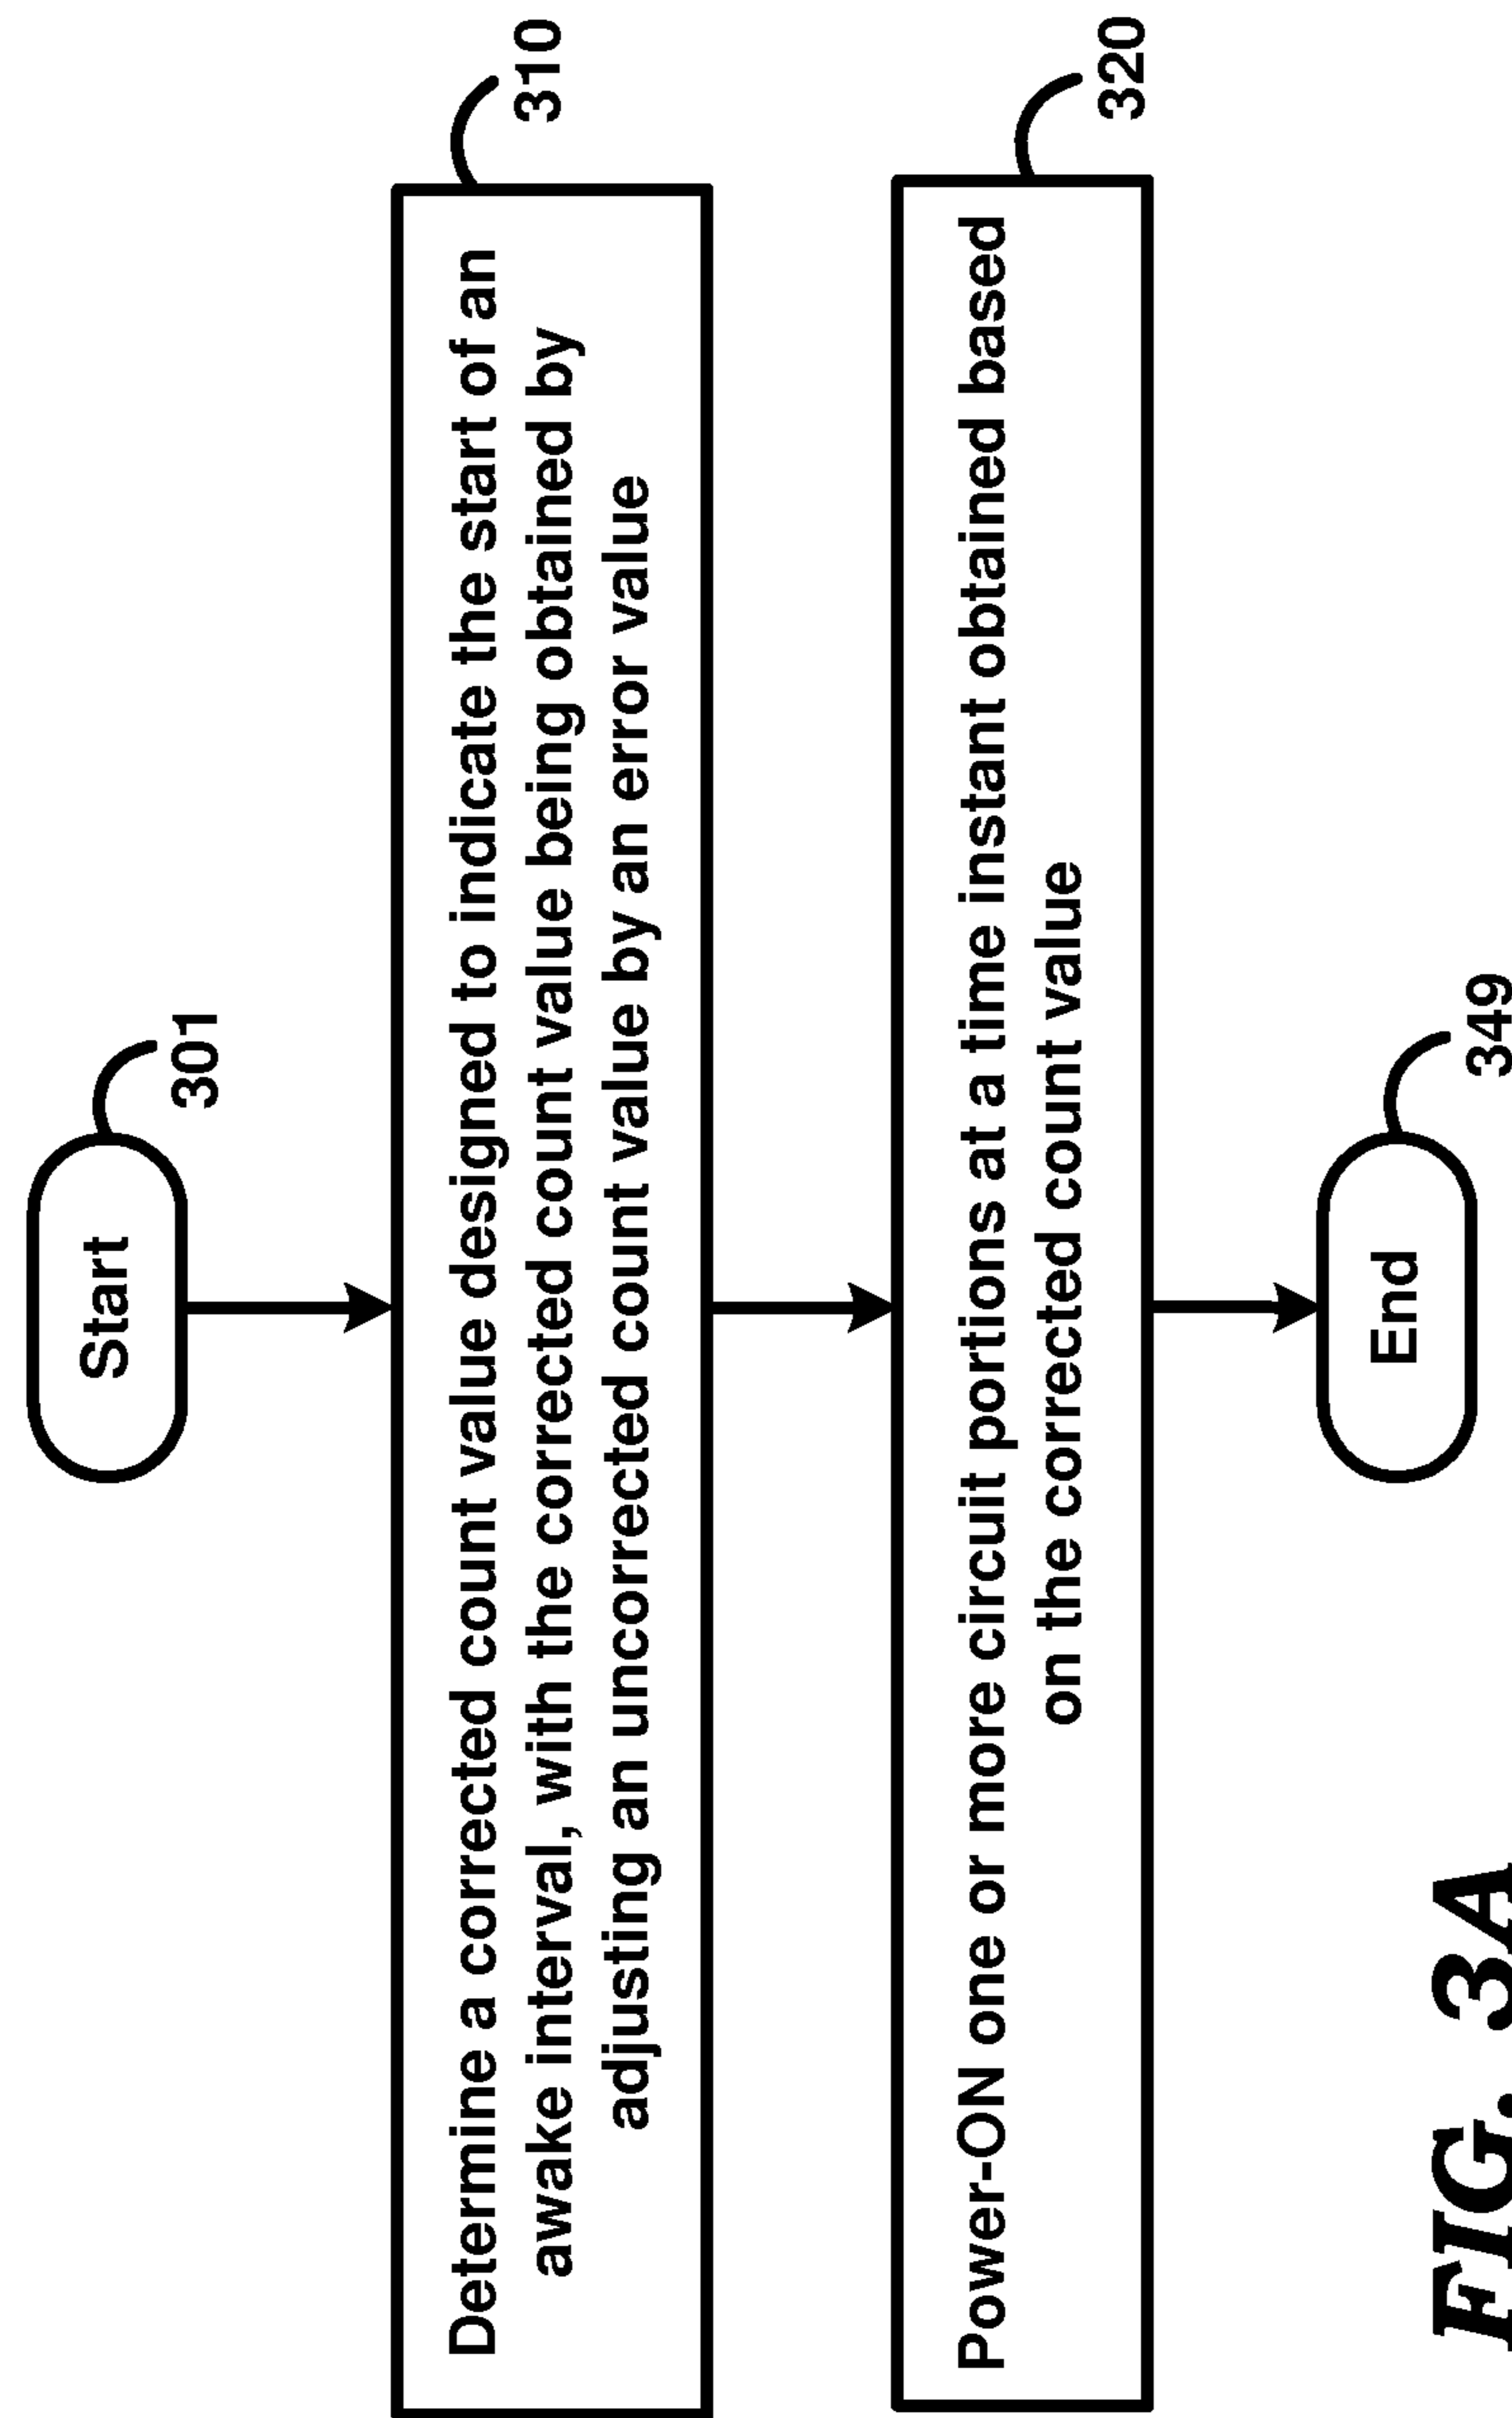 Start
301
Determine a corrected count value designed to indicate the start of an
awake interval, with the corrected count value being obtained by
adjusting an uncorrected count value by an error value
310
Power-ON one or more circuit portions at a time instant obtained based
on the corrected count value
320
End
349
FIG. 3A